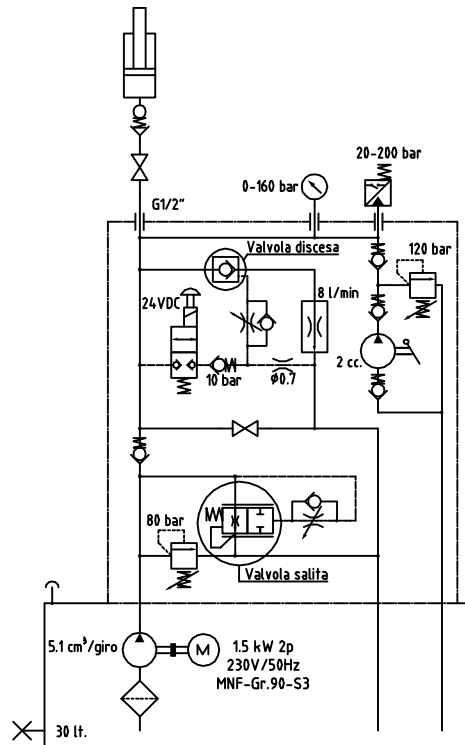 20-200 bar
0-160 bar
G1/2"
Valvola discesa
120 bar
24VDC
8 l/min
10 bar
Ø0.7
2 cc.
80 bar
Valvola salita
5.1 cm³/giro
M
1.5 kW 2p
230V/50Hz
MNF-Gr.90-S3
30 lt.